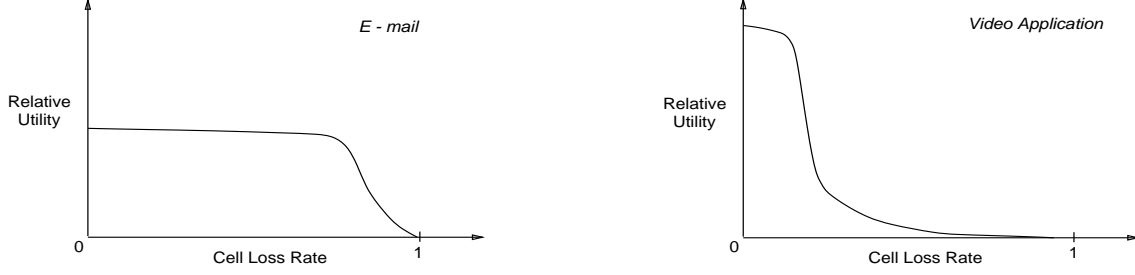 E - mail
Relative
Utility
0
Cell Loss Rate
1
Video Application
Relative
Utility
0
Cell Loss Rate
1